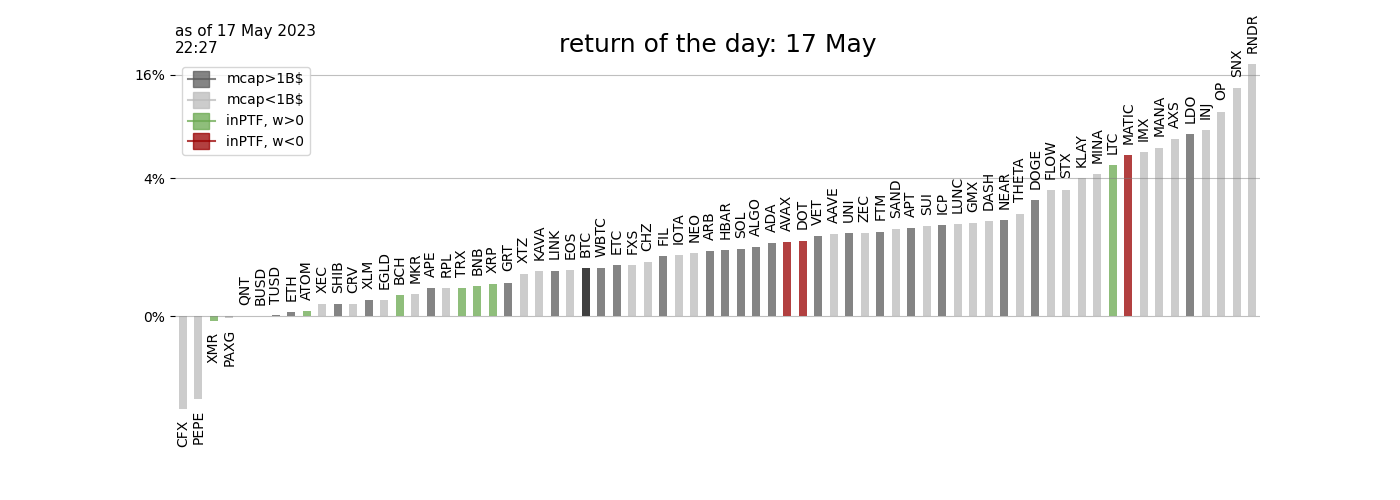 as of 17 May 2023
22:27
return of the day: 17 May
mcap>1B$
mcap<1B$
inPTF, w>0
inPTF, w<0
16%
4%
0%
CFX
PEPE
XMR
PAXG
QNT
BUSD
TUSD
ETH
ATOM
XEC
SHIB
CRV
XLM
EGLD
BCH
MKR
APE
RPL
TRX
BNB
XRP
GRT
XTZ
KAVA
LINK
EOS
BTC
WBTC
ETC
FXS
CHZ
FIL
IOTA
NEO
ARB
HBAR
SOL
ALGO
ADA
AVAX
DOT
VET
AAVE
UNI
ZEC
FTM
SAND
APT
SUI
ICP
LUNC
GMX
DASH
NEAR
THETA
DOGE
FLOW
STX
KLAY
MINA
LTC
MATIC
IMX
MANA
AXS
LDO
INJ
OP
SNX
RNDR